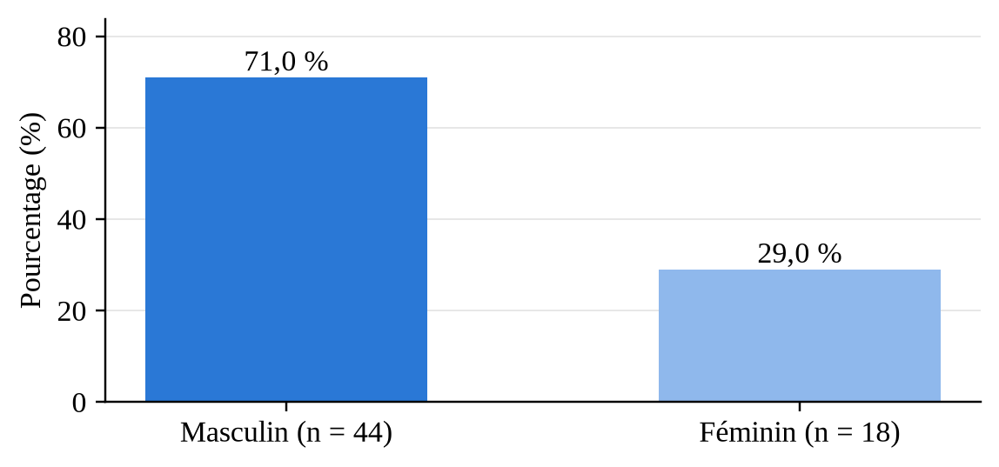 Pourcentage (%)
80
60
40
20
0
71,0 %
29,0 %
Masculin (n = 44)
Féminin (n = 18)